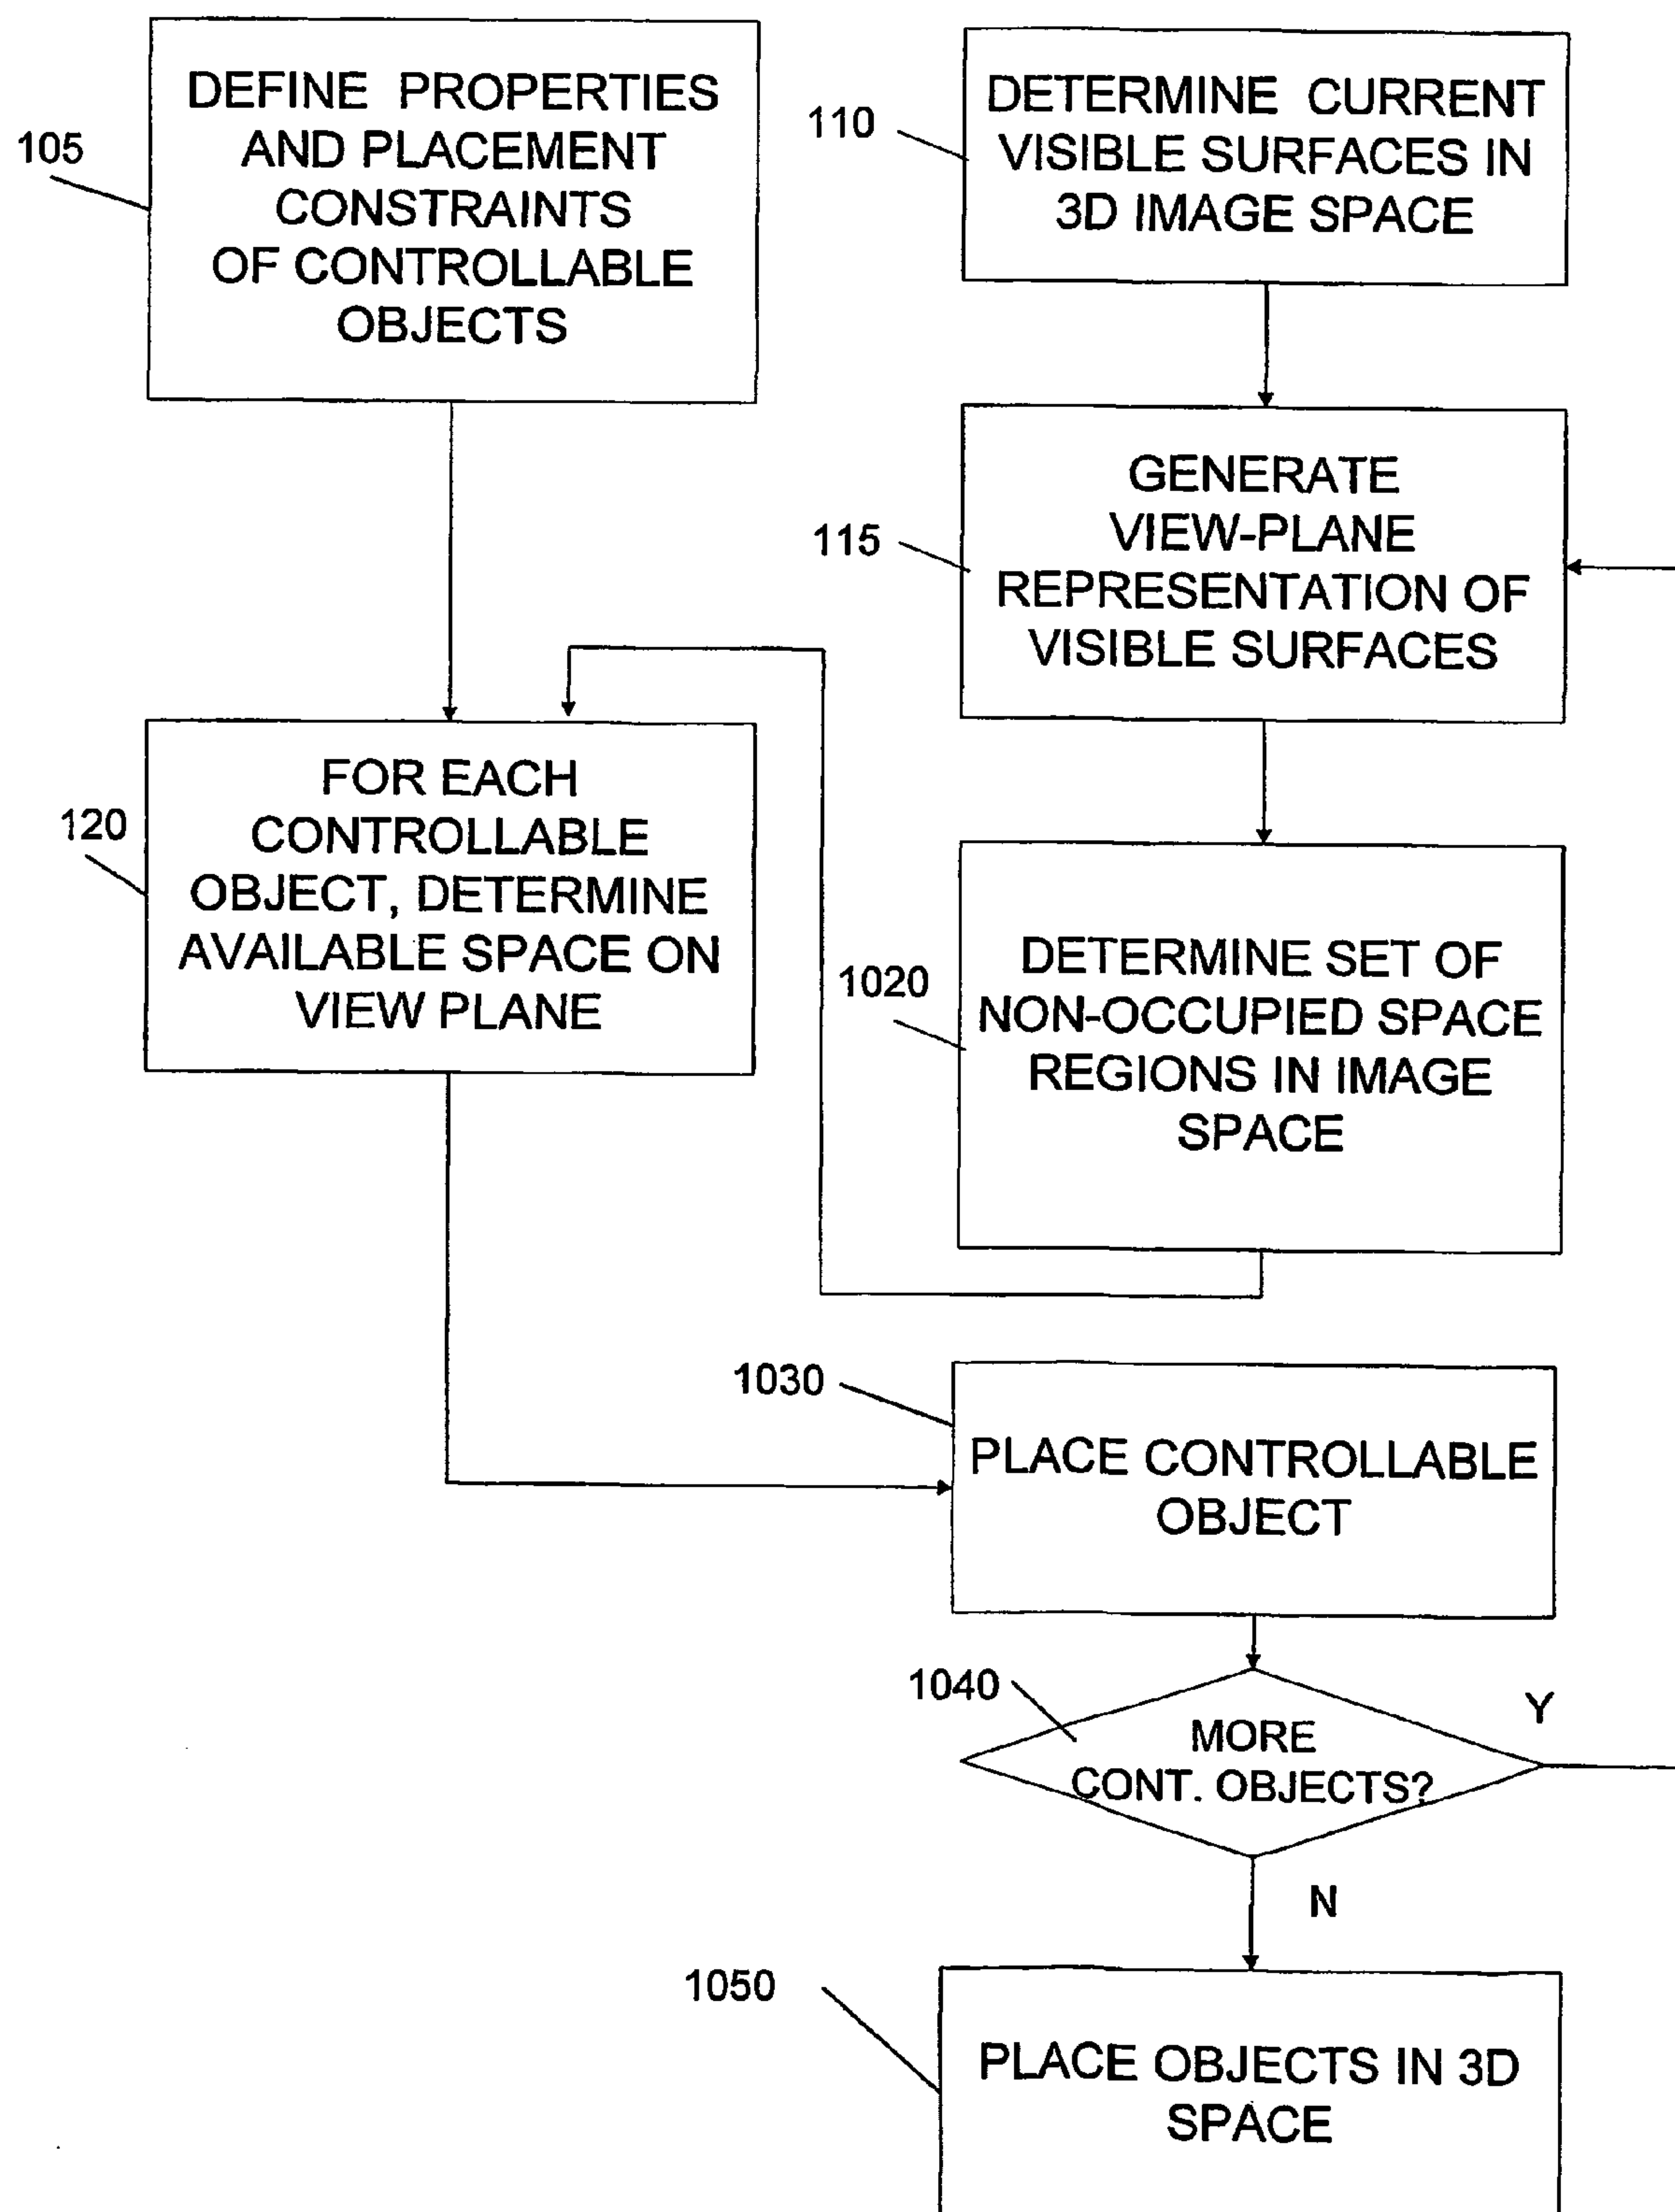 105
DEFINE PROPERTIES
AND PLACEMENT
CONSTRAINTS
OF CONTROLLABLE
OBJECTS
110
DETERMINE CURRENT
VISIBLE SURFACES IN
3D IMAGE SPACE
115
GENERATE
VIEW-PLANE
REPRESENTATION OF
VISIBLE SURFACES
120
FOR EACH
CONTROLLABLE
OBJECT, DETERMINE
AVAILABLE SPACE ON
VIEW PLANE
1020
DETERMINE SET OF
NON-OCCUPIED SPACE
REGIONS IN IMAGE
SPACE
1030
PLACE CONTROLLABLE
OBJECT
1040
MORE
CONT. OBJECTS?
Y
N
1050
PLACE OBJECTS IN 3D
SPACE